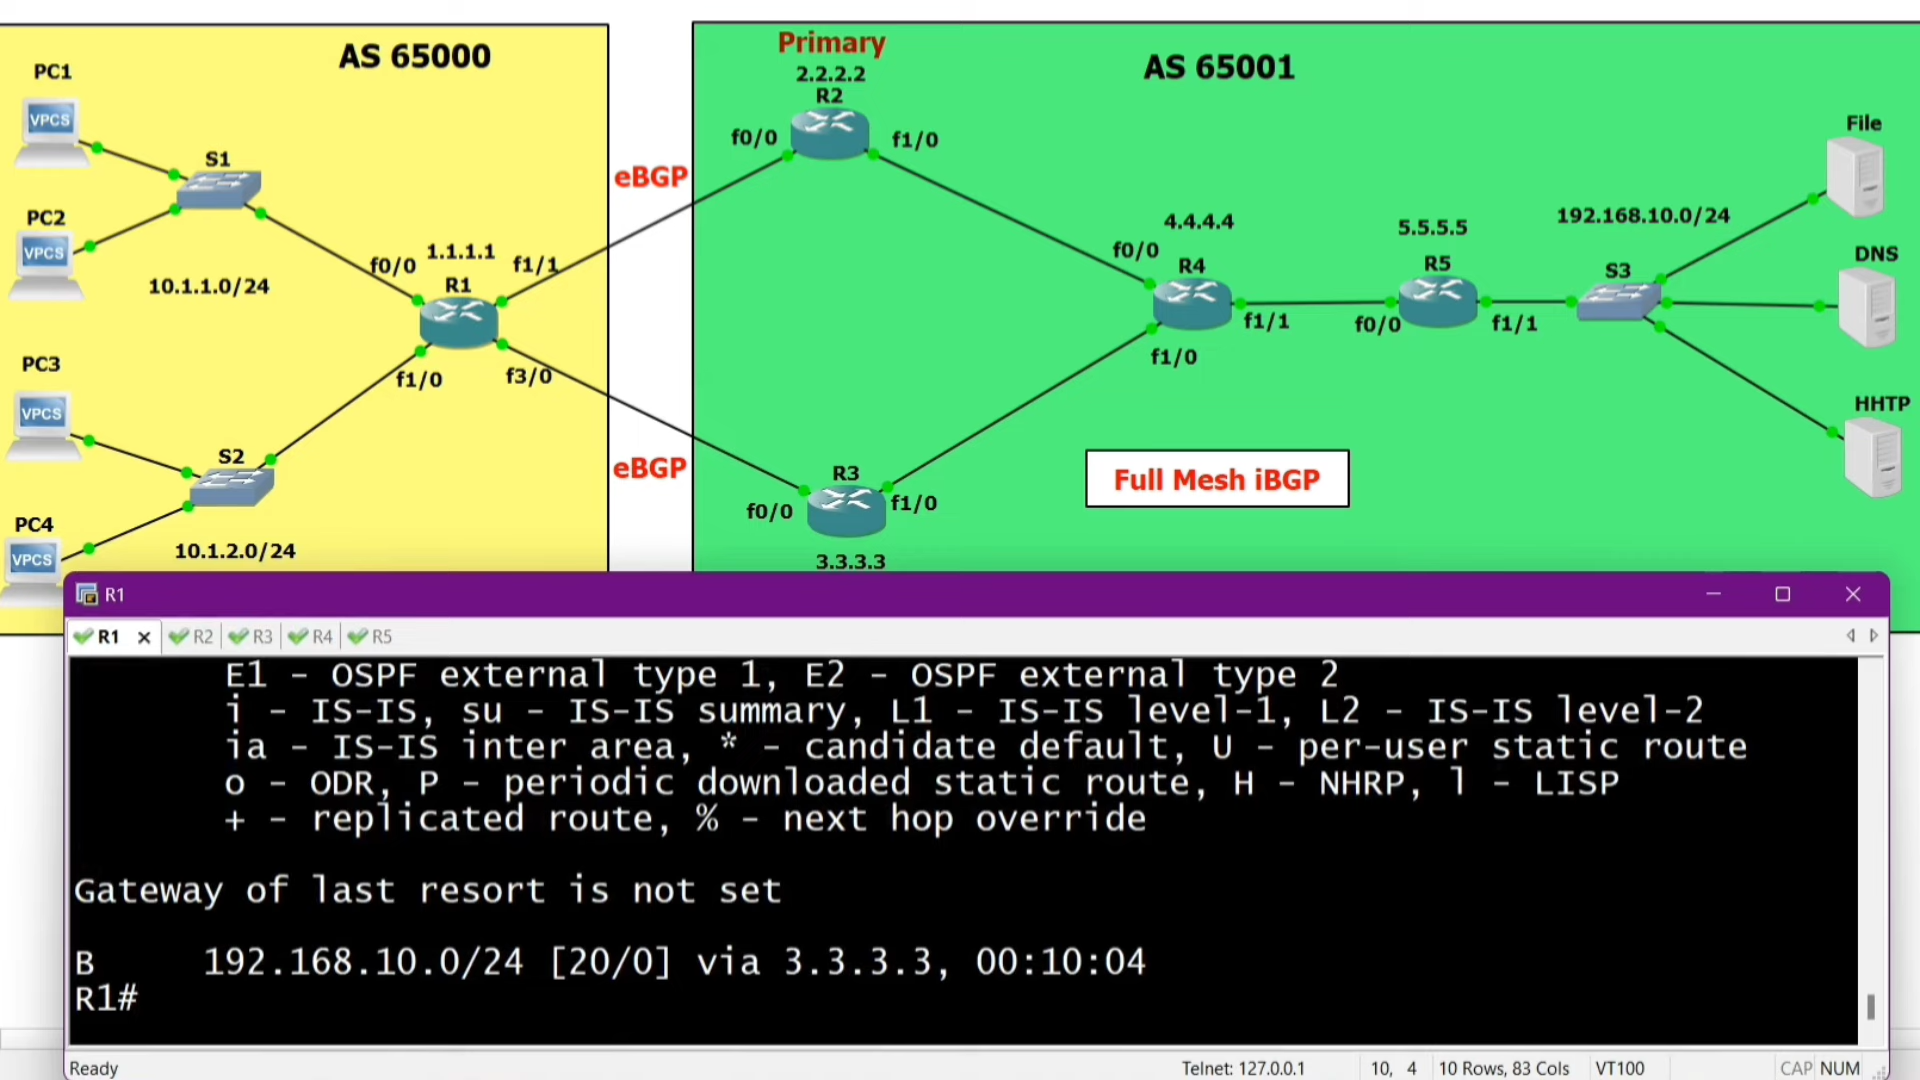 AS 65000
PC1
VPCS
S1
PC2
VPCS
10.1.1.0/24
f0/0
1.1.1.1
f1/1
R1
PC3
VPCS
f1/0
f3/0
S2
PC4
VPCS
10.1.2.0/24
eBGP
eBGP
Primary
2.2.2.2
R2
f0/0
f1/0
AS 65001
4.4.4.4
f0/0
R4
f1/1
f1/0
5.5.5.5
R5
f0/0
f1/1
192.168.10.0/24
S3
File
DNS
HHTP
R3
f0/0
f1/0
3.3.3.3
Full Mesh iBGP
R1
R1 R2 R3 R4 R5
E1 - OSPF external type 1, E2 - OSPF external type 2
i - IS-IS, su - IS-IS summary, L1 - IS-IS level-1, L2 - IS-IS level-2
ia - IS-IS inter area, * - candidate default, U - per-user static route
o - ODR, P - periodic downloaded static route, H - NHRP, l - LISP
+ - replicated route, % - next hop override
Gateway of last resort is not set
B 192.168.10.0/24 [20/0] via 3.3.3.3, 00:10:04
R1#
Ready Telnet: 127.0.0.1 10, 4 10 Rows, 83 Cols VT100 CAP NUM